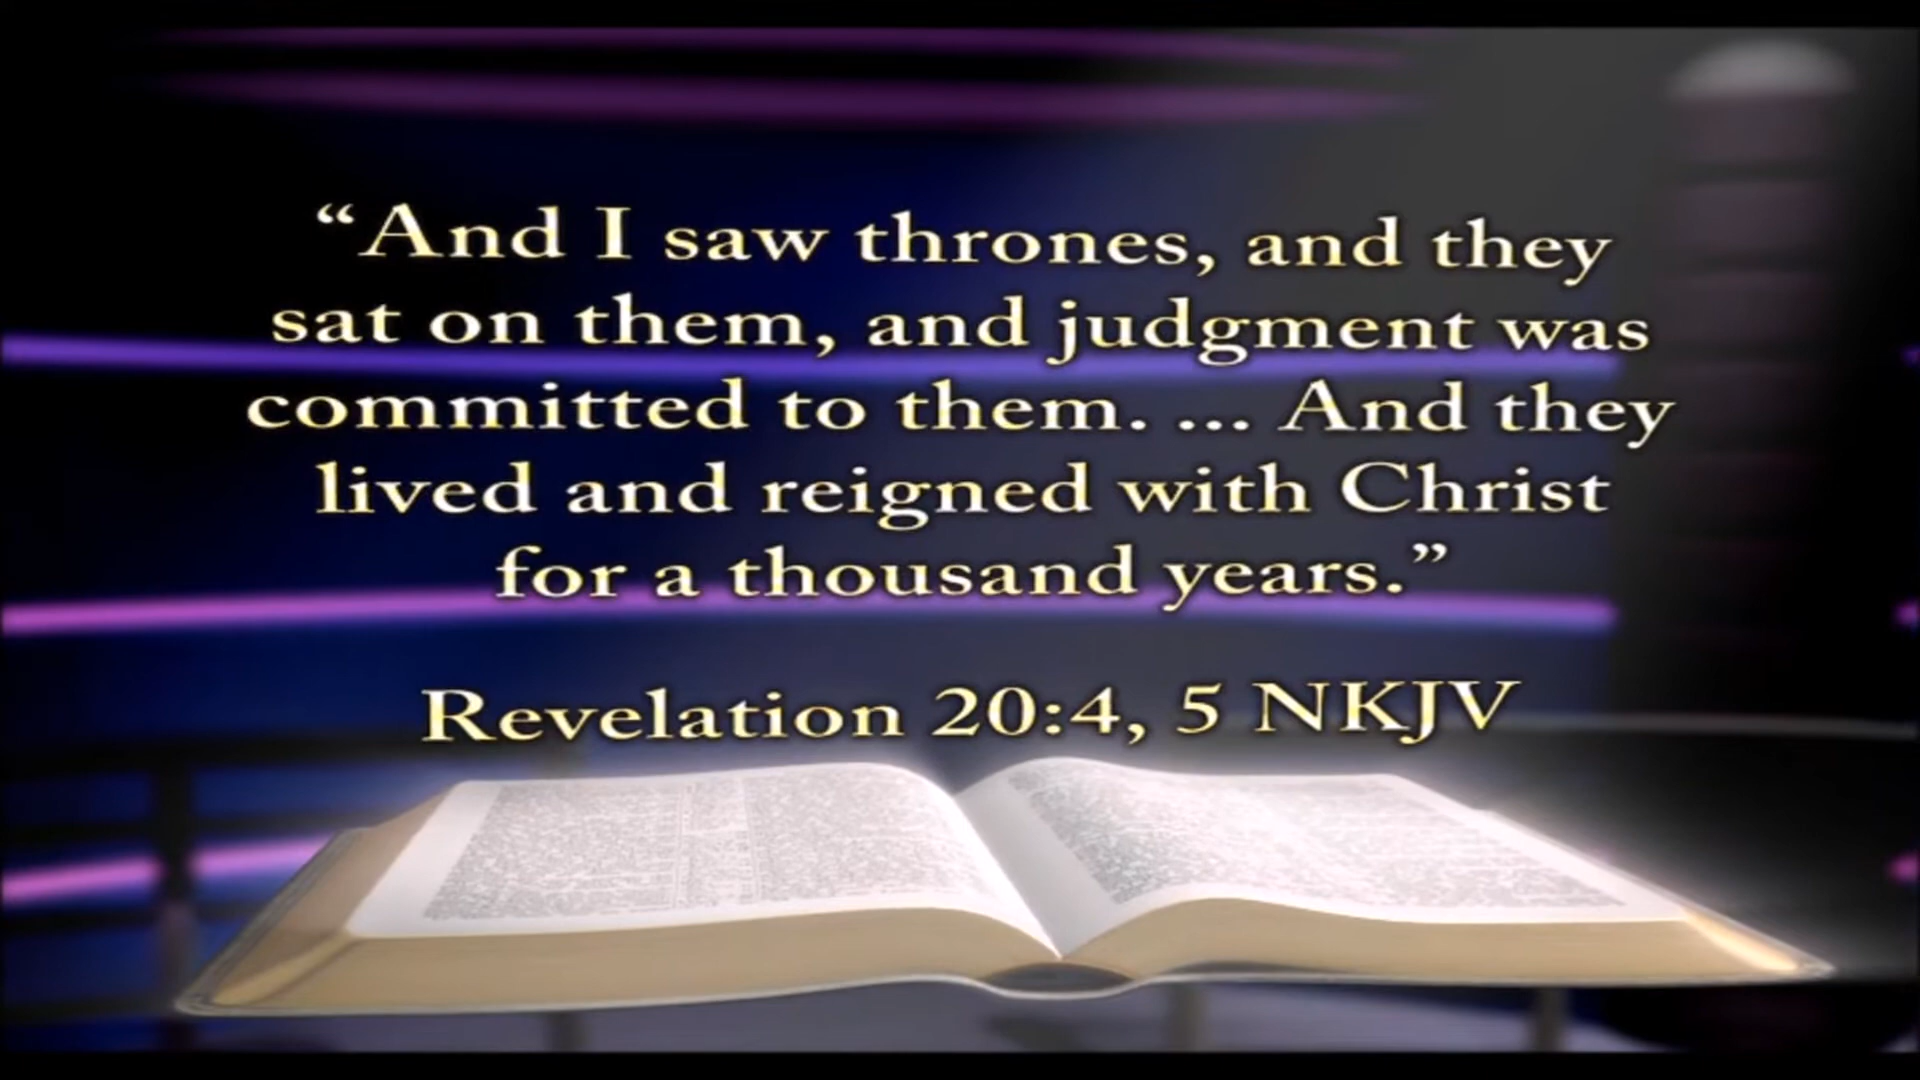 “And I saw thrones, and they
sat on them, and judgment was
committed to them. ... And they
lived and reigned with Christ
for a thousand years.”
Revelation 20:4, 5 NKJV